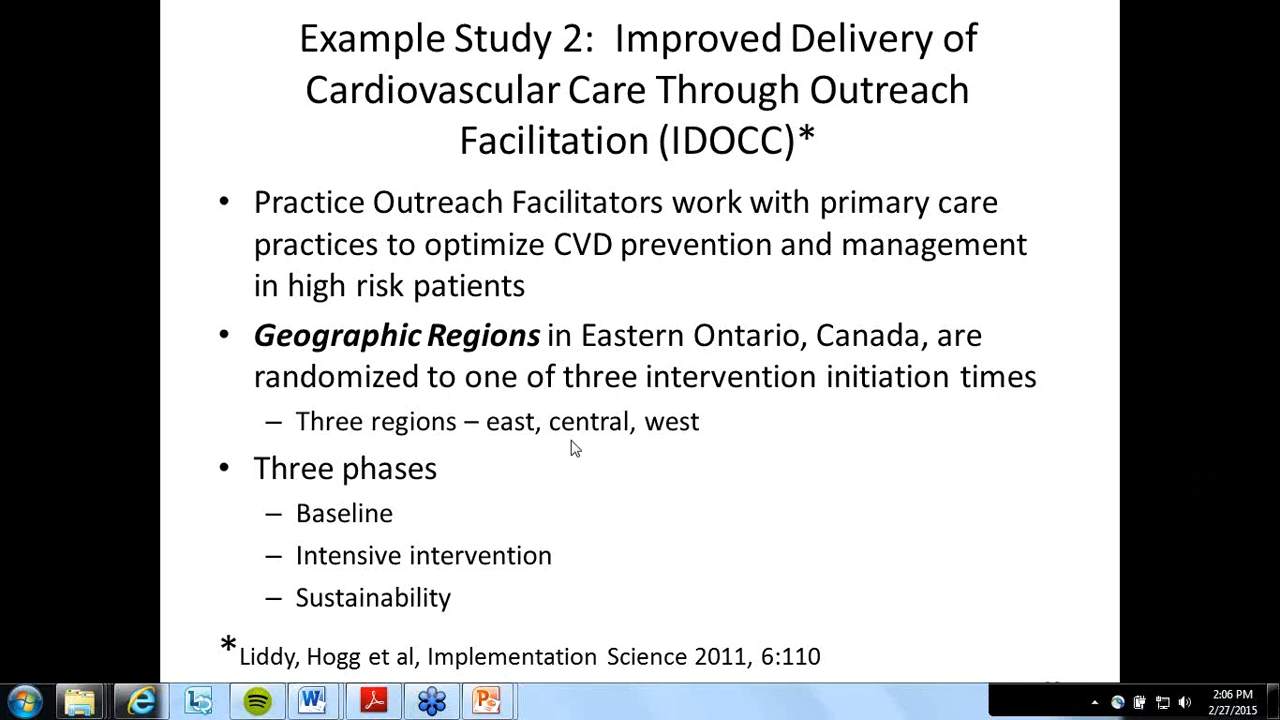 Example Study 2: Improved Delivery of
Cardiovascular Care Through Outreach
Facilitation (IDOCC)*
• Practice Outreach Facilitators work with primary care
practices to optimize CVD prevention and management
in high risk patients
• Geographic Regions in Eastern Ontario, Canada, are
randomized to one of three intervention initiation times
– Three regions – east, central, west
• Three phases
– Baseline
– Intensive intervention
– Sustainability
*Liddy, Hogg et al, Implementation Science 2011, 6:110
2:06 PM
2/27/2015